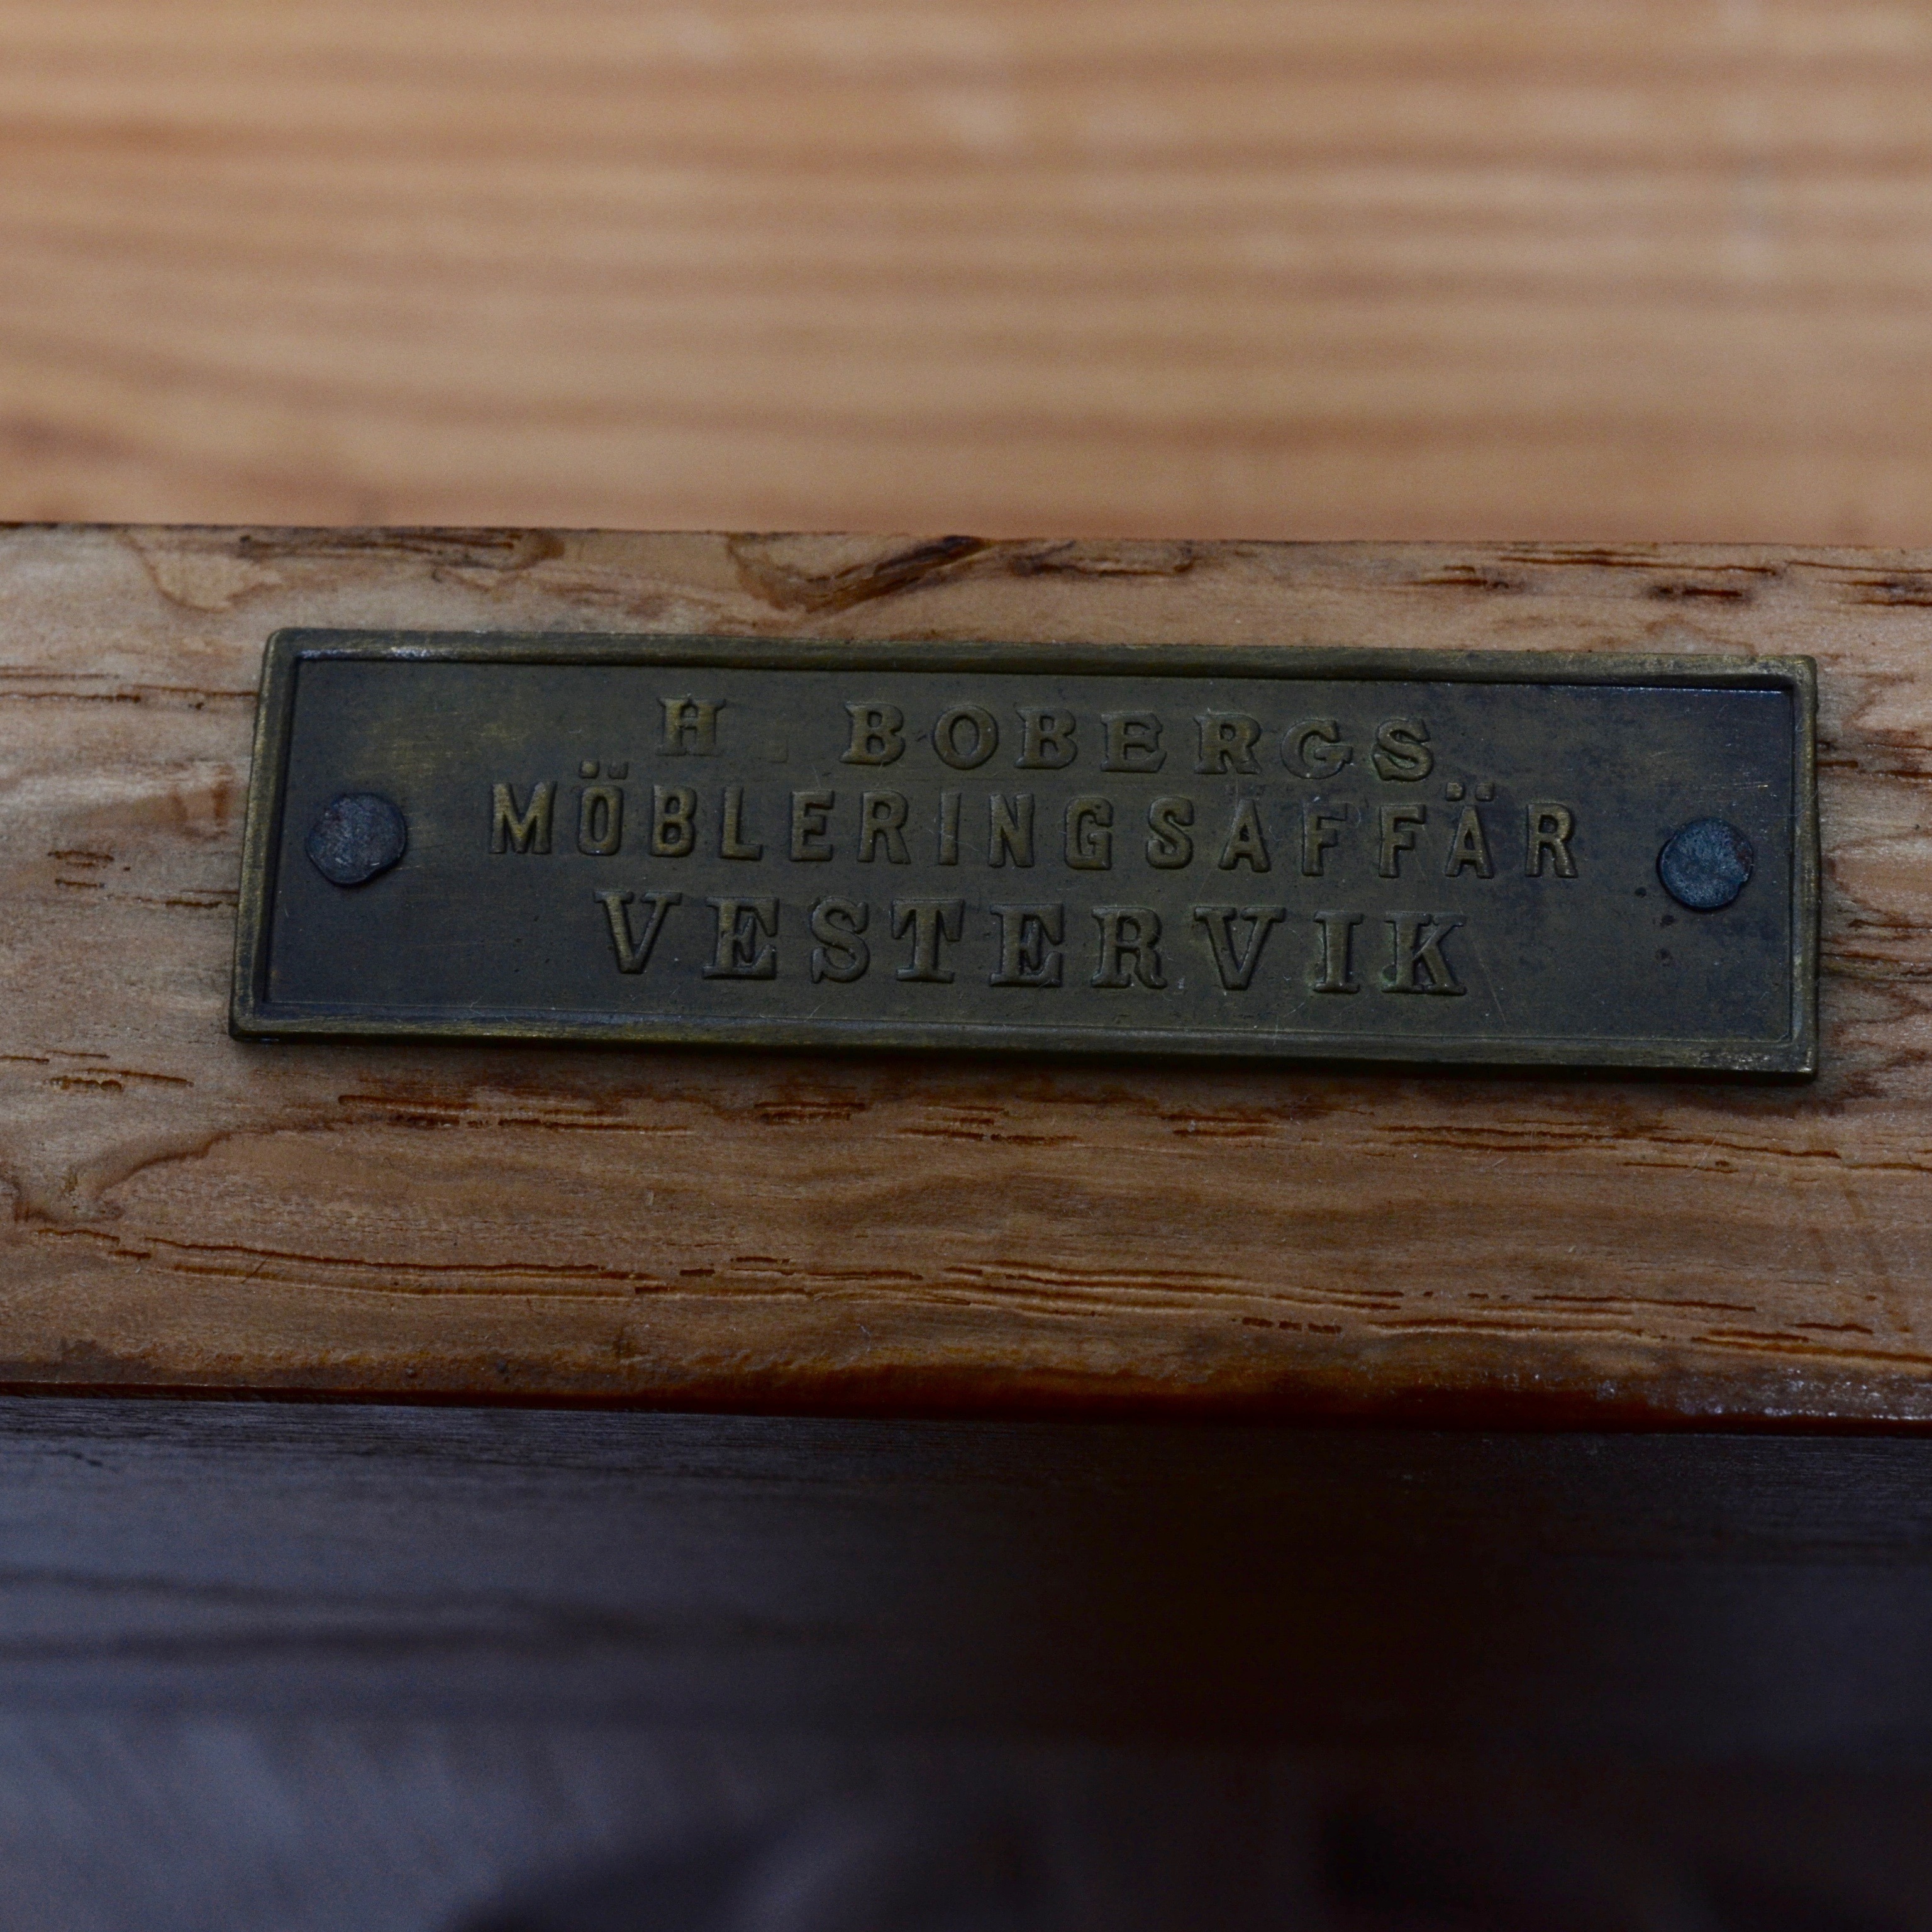 H. BOBERGS
MÖBLERINGSAFFÄR
VESTERVIK